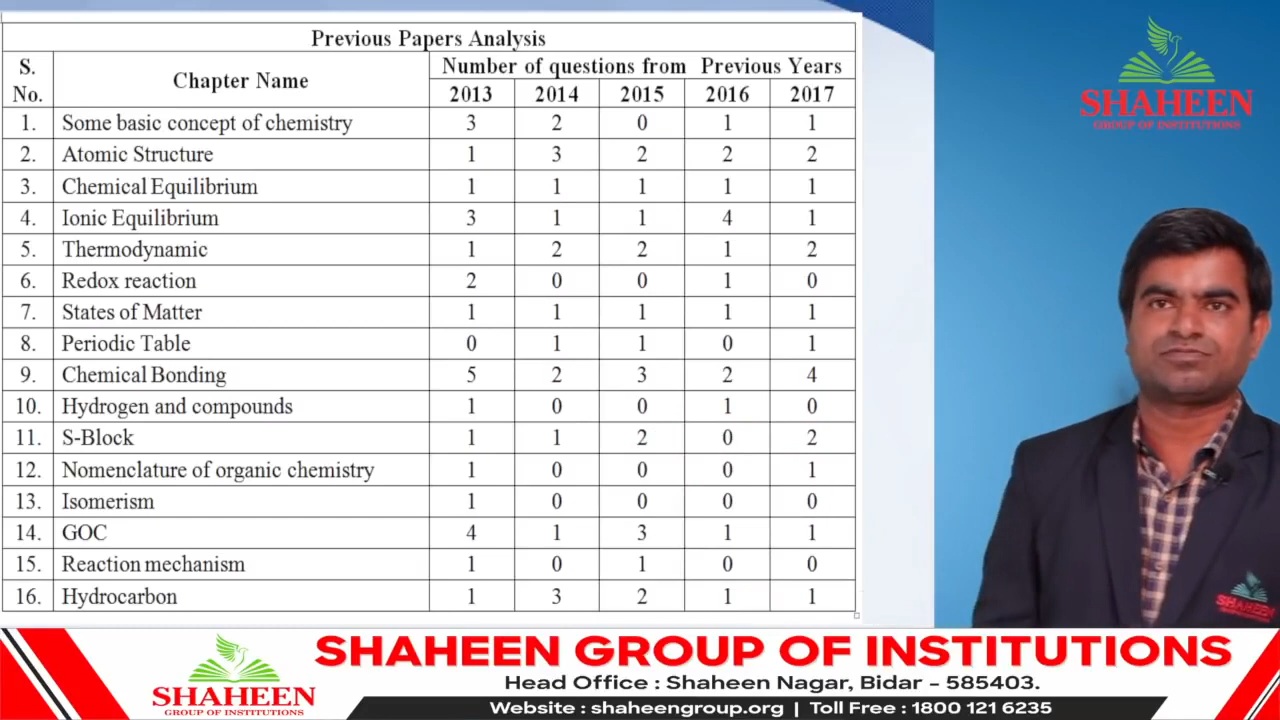 Previous Papers Analysis
S. No. Chapter Name Number of questions from Previous Years
2013 2014 2015 2016 2017
1. Some basic concept of chemistry 3 2 0 1 1
2. Atomic Structure 1 3 2 2 2
3. Chemical Equilibrium 1 1 1 1 1
4. Ionic Equilibrium 3 1 1 4 1
5. Thermodynamic 1 2 2 1 2
6. Redox reaction 2 0 0 1 0
7. States of Matter 1 1 1 1 1
8. Periodic Table 0 1 1 0 1
9. Chemical Bonding 5 2 3 2 4
10. Hydrogen and compounds 1 0 0 1 0
11. S-Block 1 1 2 0 2
12. Nomenclature of organic chemistry 1 0 0 0 1
13. Isomerism 1 0 0 0 0
14. GOC 4 1 3 1 1
15. Reaction mechanism 1 0 1 0 0
16. Hydrocarbon 1 3 2 1 1
SHAHEEN
GROUP OF INSTITUTIONS
SHAHEEN
SHAHEEN
GROUP OF INSTITUTIONS
SHAHEEN GROUP OF INSTITUTIONS
Head Office : Shaheen Nagar, Bidar - 585403.
Website : shaheengroup.org | Toll Free : 1800 121 6235